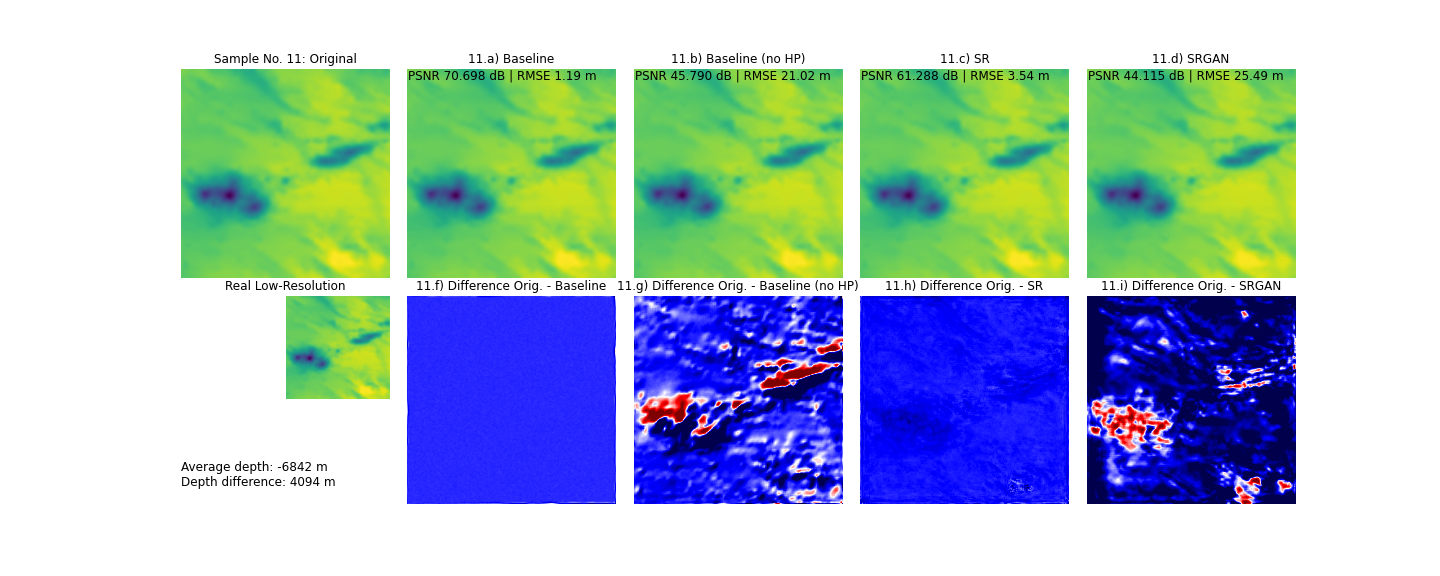 Sample No. 11: Original
11.a) Baseline
11.b) Baseline (no HP)
11.c) SR
11.d) SRGAN
PSNR 70.698 dB | RMSE 1.19 m
PSNR 45.790 dB | RMSE 21.02 m
PSNR 61.288 dB | RMSE 3.54 m
PSNR 44.115 dB | RMSE 25.49 m
Real Low-Resolution
11.f) Difference Orig. - Baseline
11.g) Difference Orig. - Baseline (no HP)
11.h) Difference Orig. - SR
11.i) Difference Orig. - SRGAN
Average depth: -6842 m
Depth difference: 4094 m